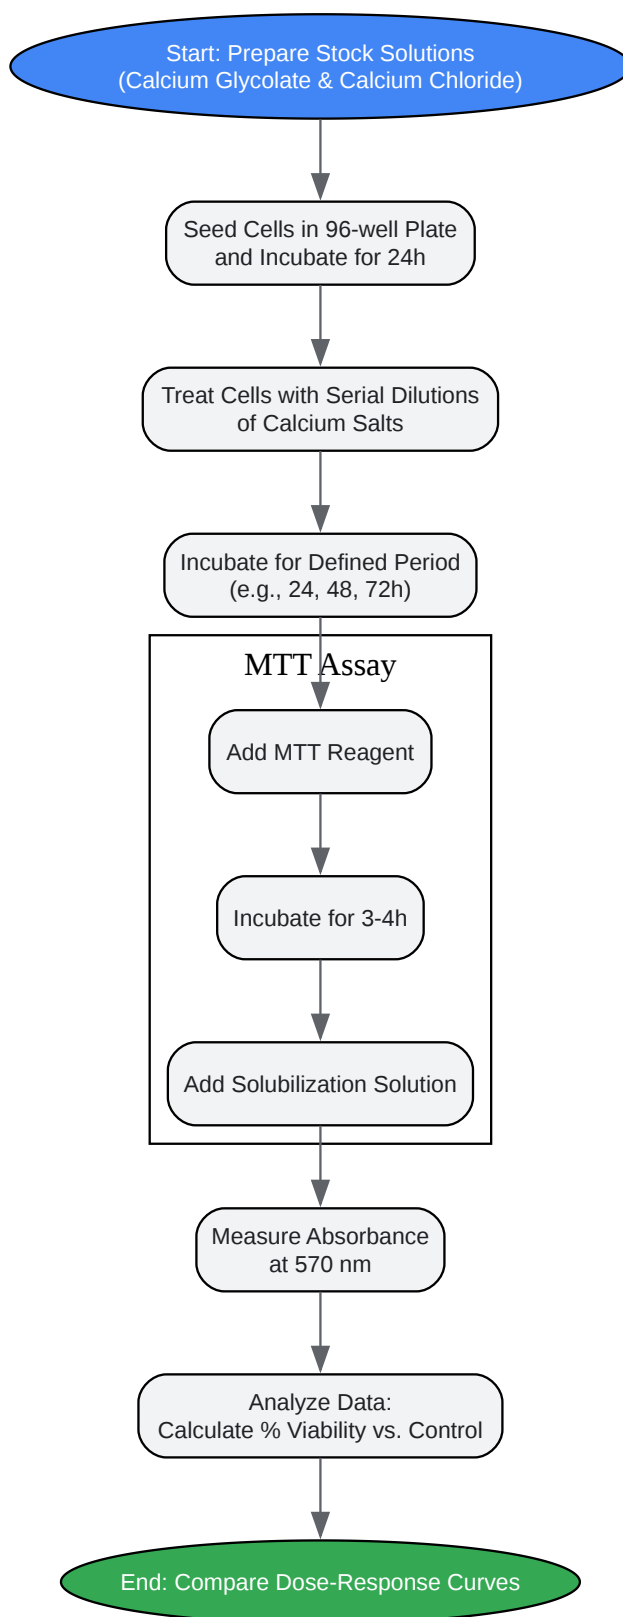 Start: Prepare Stock Solutions
(Calcium Glycolate & Calcium Chloride)
Seed Cells in 96-well Plate
and Incubate for 24h
Treat Cells with Serial Dilutions
of Calcium Salts
Incubate for Defined Period
(e.g., 24, 48, 72h)
MTT Assay
Add MTT Reagent
Incubate for 3-4h
Add Solubilization Solution
Measure Absorbance
at 570 nm
Analyze Data:
Calculate % Viability vs. Control
End: Compare Dose-Response Curves